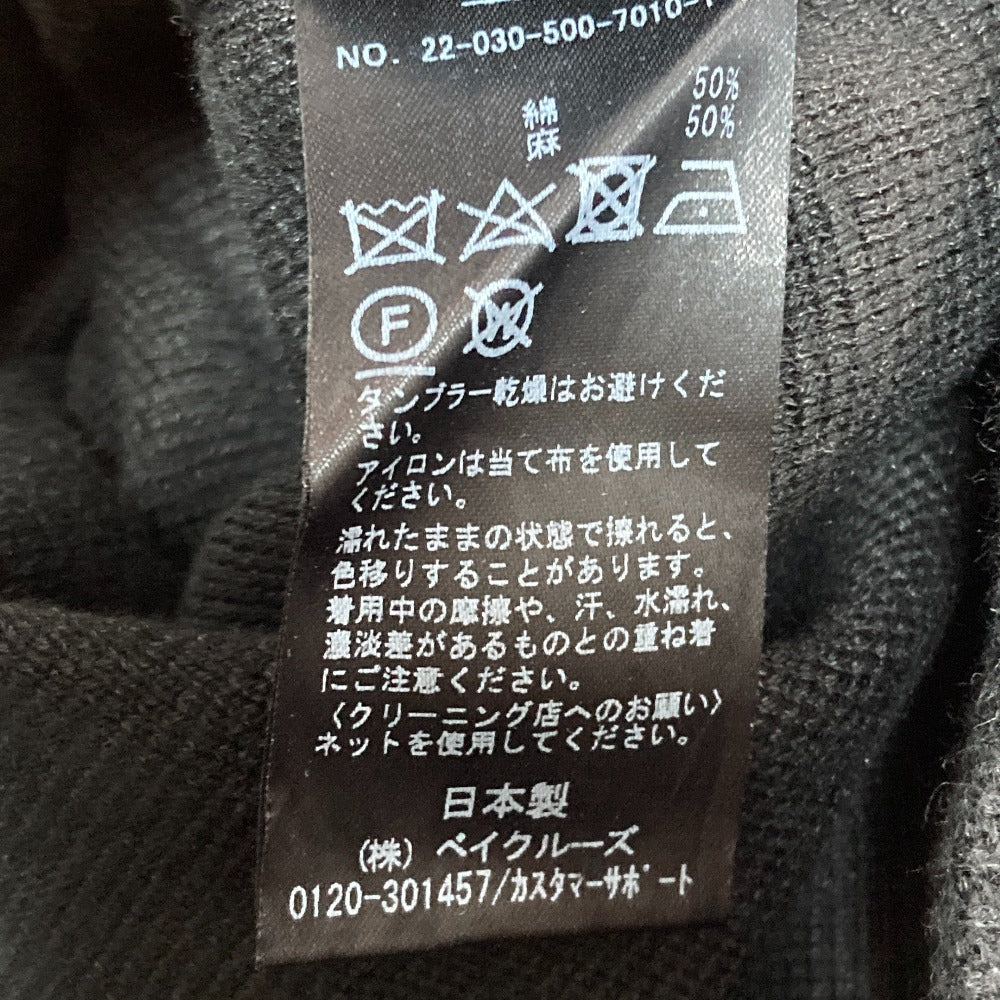 NO. 22-030-500-7010-1
綿 50%
麻 50%
F
W
タンブラー乾燥はお避けくだ
さい。
アイロンは当て布を使用して
ください。
濡れたままの状態で擦れると、
色移りすることがあります。
着用中の摩擦や、汗、水濡れ、
濃淡差があるものとの重ね着
にご注意ください。
〈クリーニング店へのお願い〉
ネットを使用してください。
日本製
(株) ベイクルーズ
0120-301457/カスタマーサポート